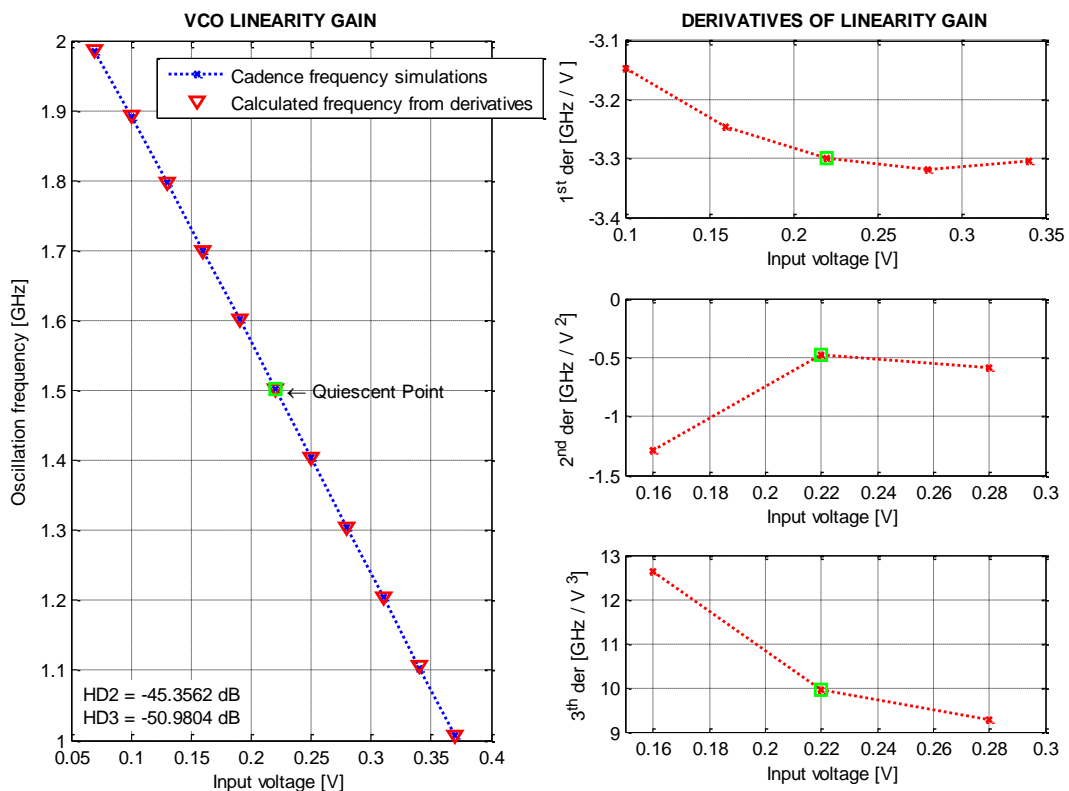 VCO LINEARITY GAIN
2
1.9
1.8
1.7
1.6
1.5
1.4
1.3
1.2
1.1
1
Oscillation frequency [GHz]
Cadence frequency simulations
Calculated frequency from derivatives
← Quiescent Point
HD2 = -45.3562 dB
HD3 = -50.9804 dB
0.05 0.1 0.15 0.2 0.25 0.3 0.35 0.4
Input voltage [V]
DERIVATIVES OF LINEARITY GAIN
-3.1
-3.2
-3.3
-3.4
1st der [GHz / V]
0.1 0.15 0.2 0.25 0.3 0.35
Input voltage [V]
0
-0.5
-1
-1.5
2nd der [GHz / V 2]
0.16 0.18 0.2 0.22 0.24 0.26 0.28 0.3
Input voltage [V]
13
12
11
10
9
3th der [GHz / V 3]
0.16 0.18 0.2 0.22 0.24 0.26 0.28 0.3
Input voltage [V]